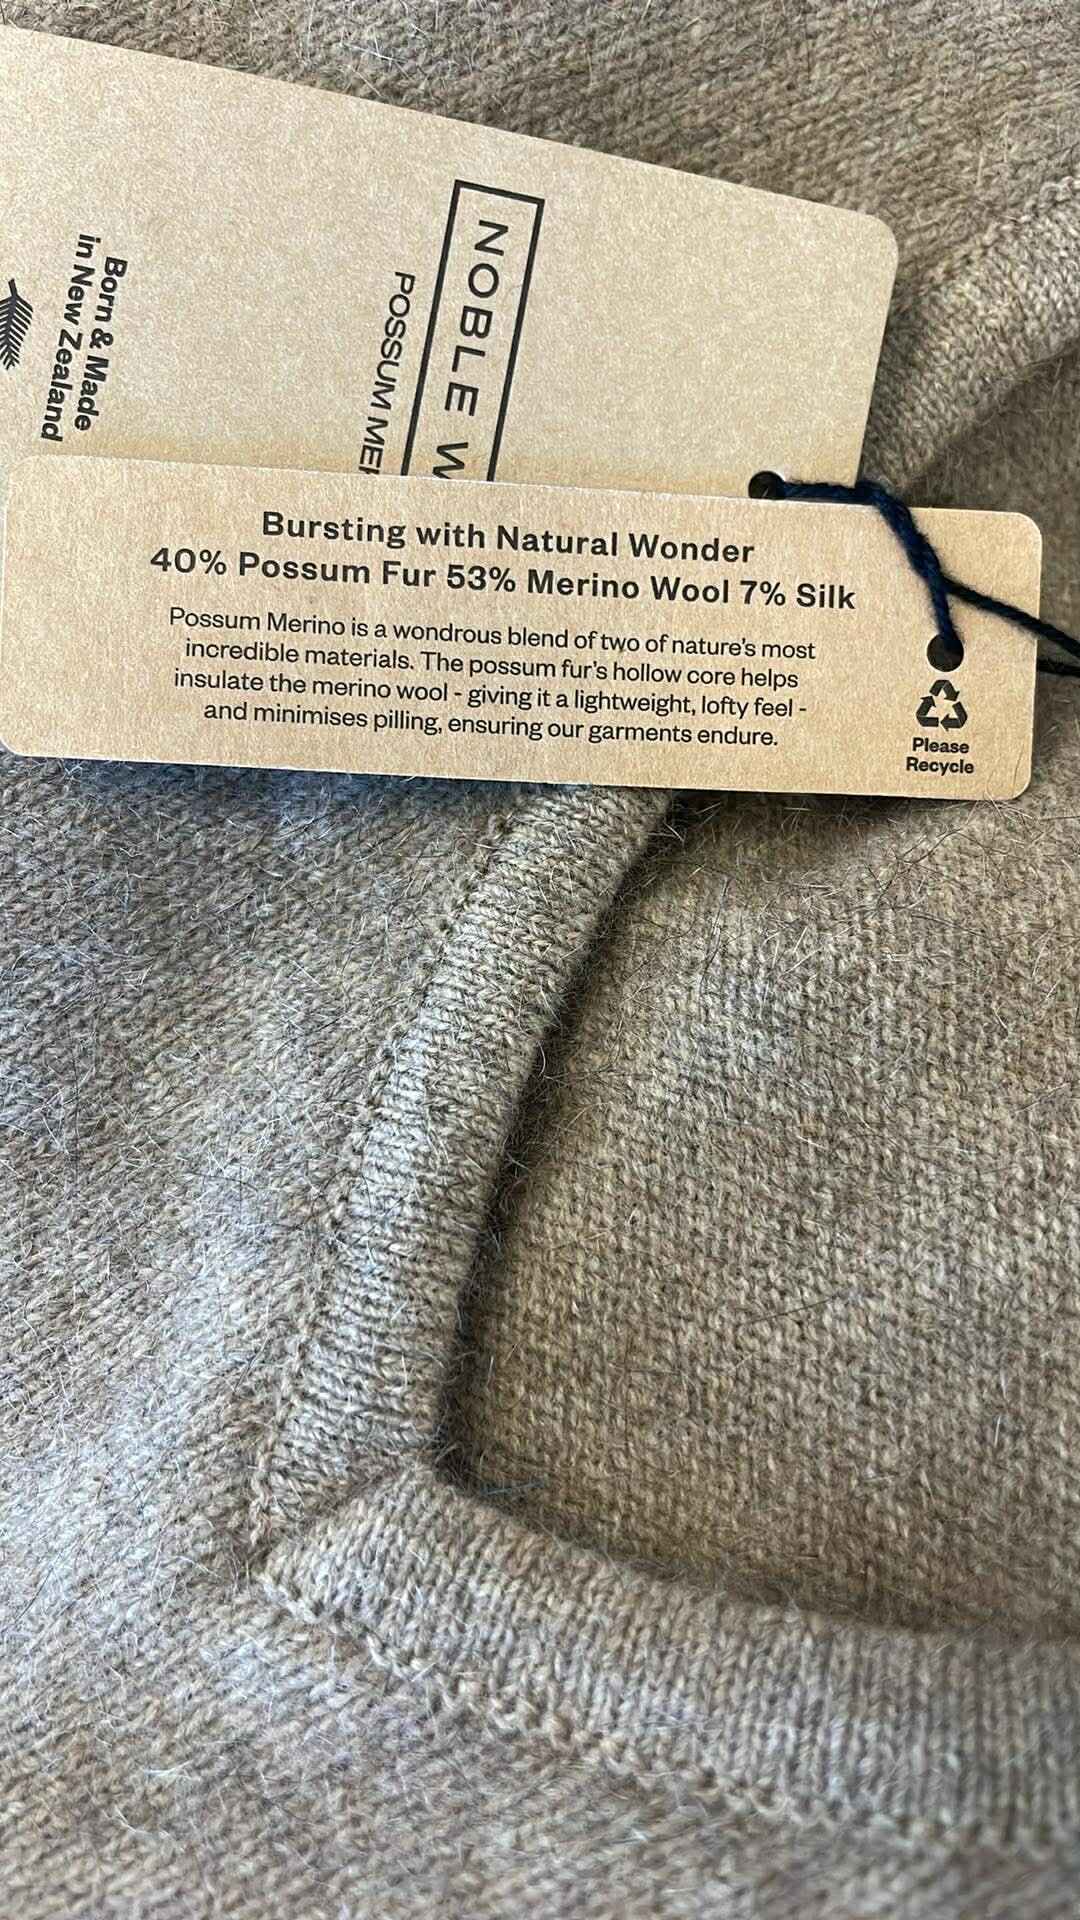 NOBLE
POSSUM
Born & Made
in New Zealand
Bursting with Natural Wonder
40% Possum Fur 53% Merino Wool 7% Silk
Possum Merino is a wondrous blend of two of nature's most
incredible materials. The possum fur's hollow core helps
insulate the merino wool - giving it a lightweight, lofty feel -
and minimises pilling, ensuring our garments endure.
Please
Recycle